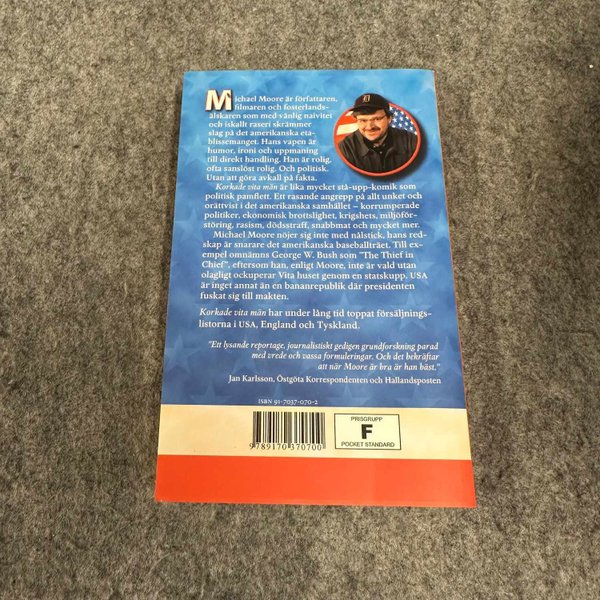 Michael Moore är författaren,
filmaren och fosterlands-
älskaren som med vänlig naivitet
och iskallt raseri skrämmer
slag på det amerikanska eta-
blissemanget. Hans vapen är
humor, ironi och uppmaning
till direkt handling. Han är rolig,
ofta sanslöst rolig. Och politisk.
Utan att göra avkall på fakta.
Korkade vita män är lika mycket stå-upp-komik som
politisk pamflett. Ett rasande angrepp på allt unket och
orättvist i det amerikanska samhället – korrumperade
politiker, ekonomisk brottslighet, krigshets, miljöför-
störing, rasism, dödsstraff, snabbmat och mycket mer.
Michael Moore nöjer sig inte med nålstick, hans red-
skap är snarare det amerikanska baseballträet. Till ex-
empel omnämns George W. Bush som "The Thief in
Chief", eftersom han, enligt Moore, inte är vald utan
olagligt ockuperar Vita huset genom en statskupp. USA
är inget annat än en bananrepublik där presidenten
fuskat sig till makten.
Korkade vita män har under lång tid toppat försäljnings-
listorna i USA, England och Tyskland.
"Ett lysande reportage, journalistiskt gedigen grundforskning parad
med vrede och vassa formuleringar. Och det bekräftar
att när Moore är bra är han bäst."
Jan Karlsson, Östgöta Korrespondenten och Hallandsposten
ISBN 91-7037-070-2
9789170370700
PRISGRUPP
F
POCKET STANDARD